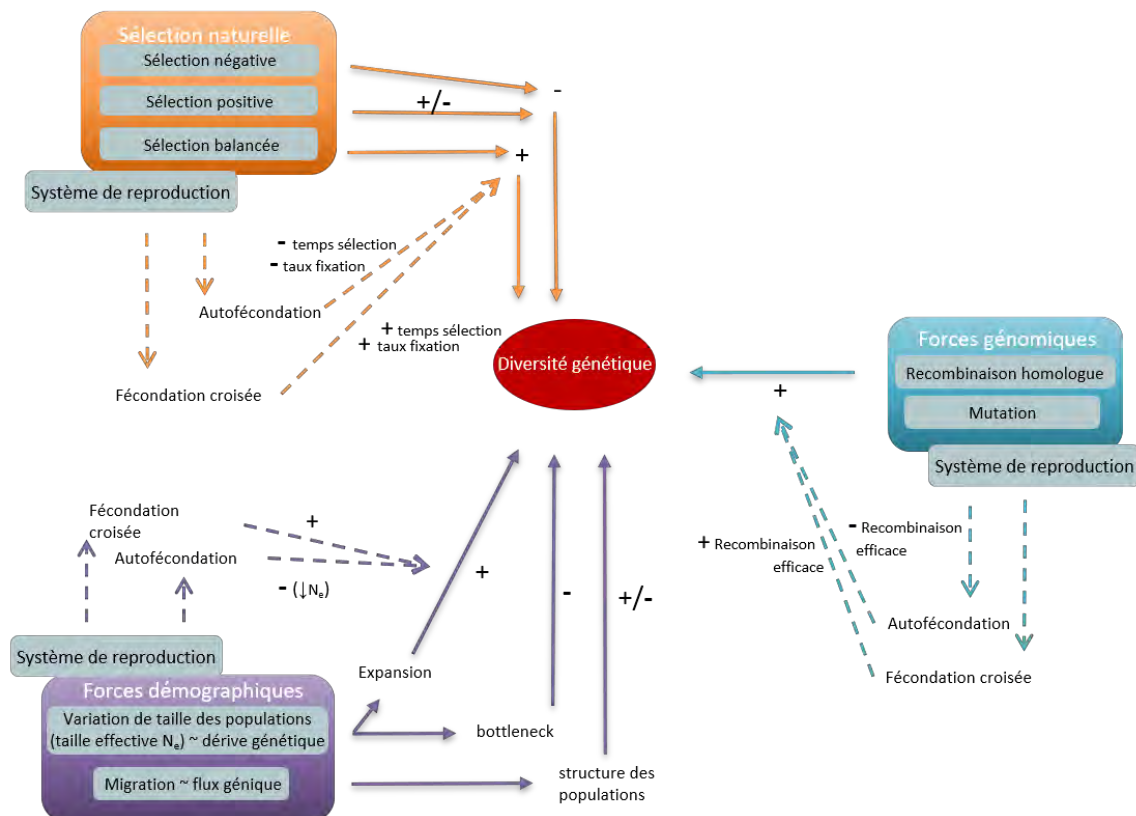 Sélection naturelle
Sélection négative
Sélection positive
Sélection balancée
Système de reproduction
+/-
-
+
- temps sélection
- taux fixation
Autofécondation
+ temps sélection
+ taux fixation
Fécondation croisée
Diversité génétique
Forces génomiques
Recombinaison homologue
Mutation
Système de reproduction
+
- Recombinaison
efficace
+ Recombinaison
efficace
Autofécondation
Fécondation croisée
Fécondation
croisée
Autofécondation
+
- (↓Nₑ)
+
-
+/-
Système de reproduction
Forces démographiques
Variation de taille des populations
(taille effective Nₑ) ~ dérive génétique
Migration ~ flux génique
Expansion
bottleneck
structure des
populations